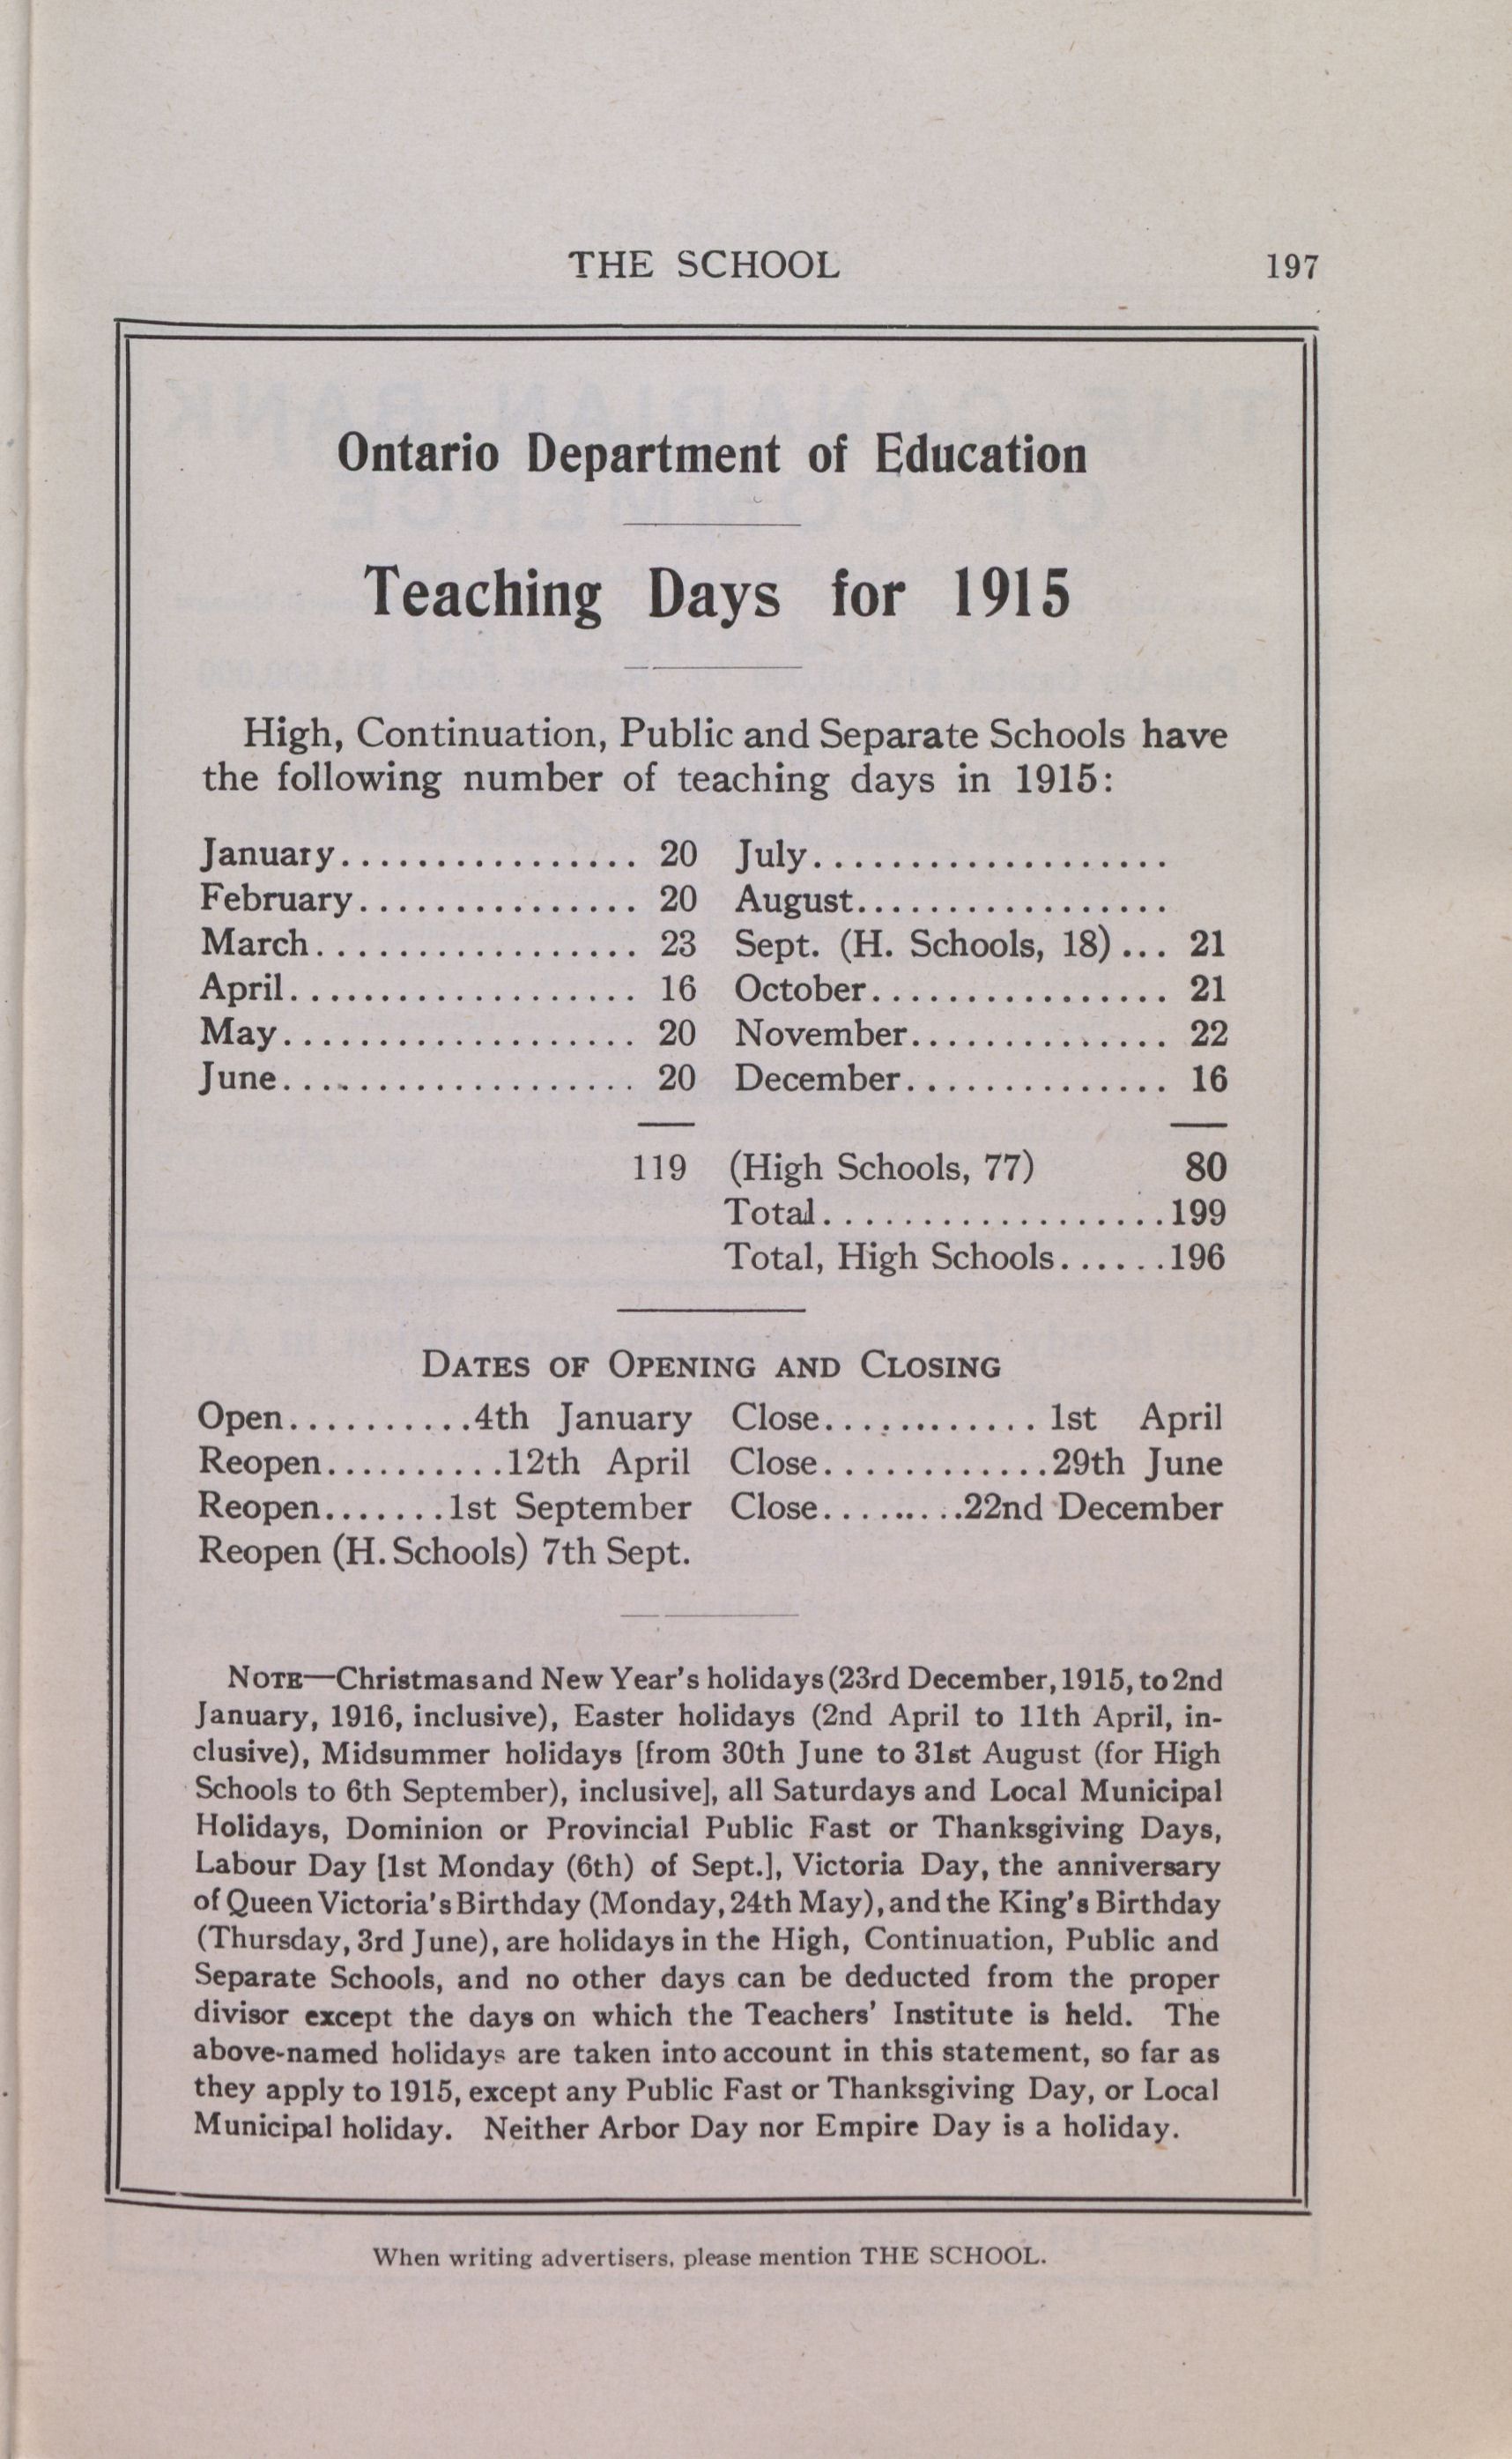 THE SCHOOL 197
Ontario Department of Education
Teaching Days for 1915
High, Continuation, Public and Separate Schools have
the following number of teaching days in 1915:
January................ 20 July...................
February............... 20 August.................
March................. 23 Sept. (H. Schools, 18)... 21
April................... 16 October................ 21
May................... 20 November.............. 22
June................... 20 December.............. 16
119 (High Schools, 77) 80
Total..................199
Total, High Schools......196
DATES OF OPENING AND CLOSING
Open..........4th January Close............ 1st April
Reopen..........12th April Close............29th June
Reopen.......1st September Close.........22nd December
Reopen (H. Schools) 7th Sept.
NOTE—Christmas and New Year's holidays (23rd December, 1915, to 2nd
January, 1916, inclusive), Easter holidays (2nd April to 11th April, in-
clusive), Midsummer holidays [from 30th June to 31st August (for High
Schools to 6th September), inclusive], all Saturdays and Local Municipal
Holidays, Dominion or Provincial Public Fast or Thanksgiving Days,
Labour Day [1st Monday (6th) of Sept.], Victoria Day, the anniversary
of Queen Victoria's Birthday (Monday, 24th May), and the King's Birthday
(Thursday, 3rd June), are holidays in the High, Continuation, Public and
Separate Schools, and no other days can be deducted from the proper
divisor except the days on which the Teachers' Institute is held. The
above-named holidays are taken into account in this statement, so far as
they apply to 1915, except any Public Fast or Thanksgiving Day, or Local
Municipal holiday. Neither Arbor Day nor Empire Day is a holiday.
When writing advertisers, please mention THE SCHOOL.